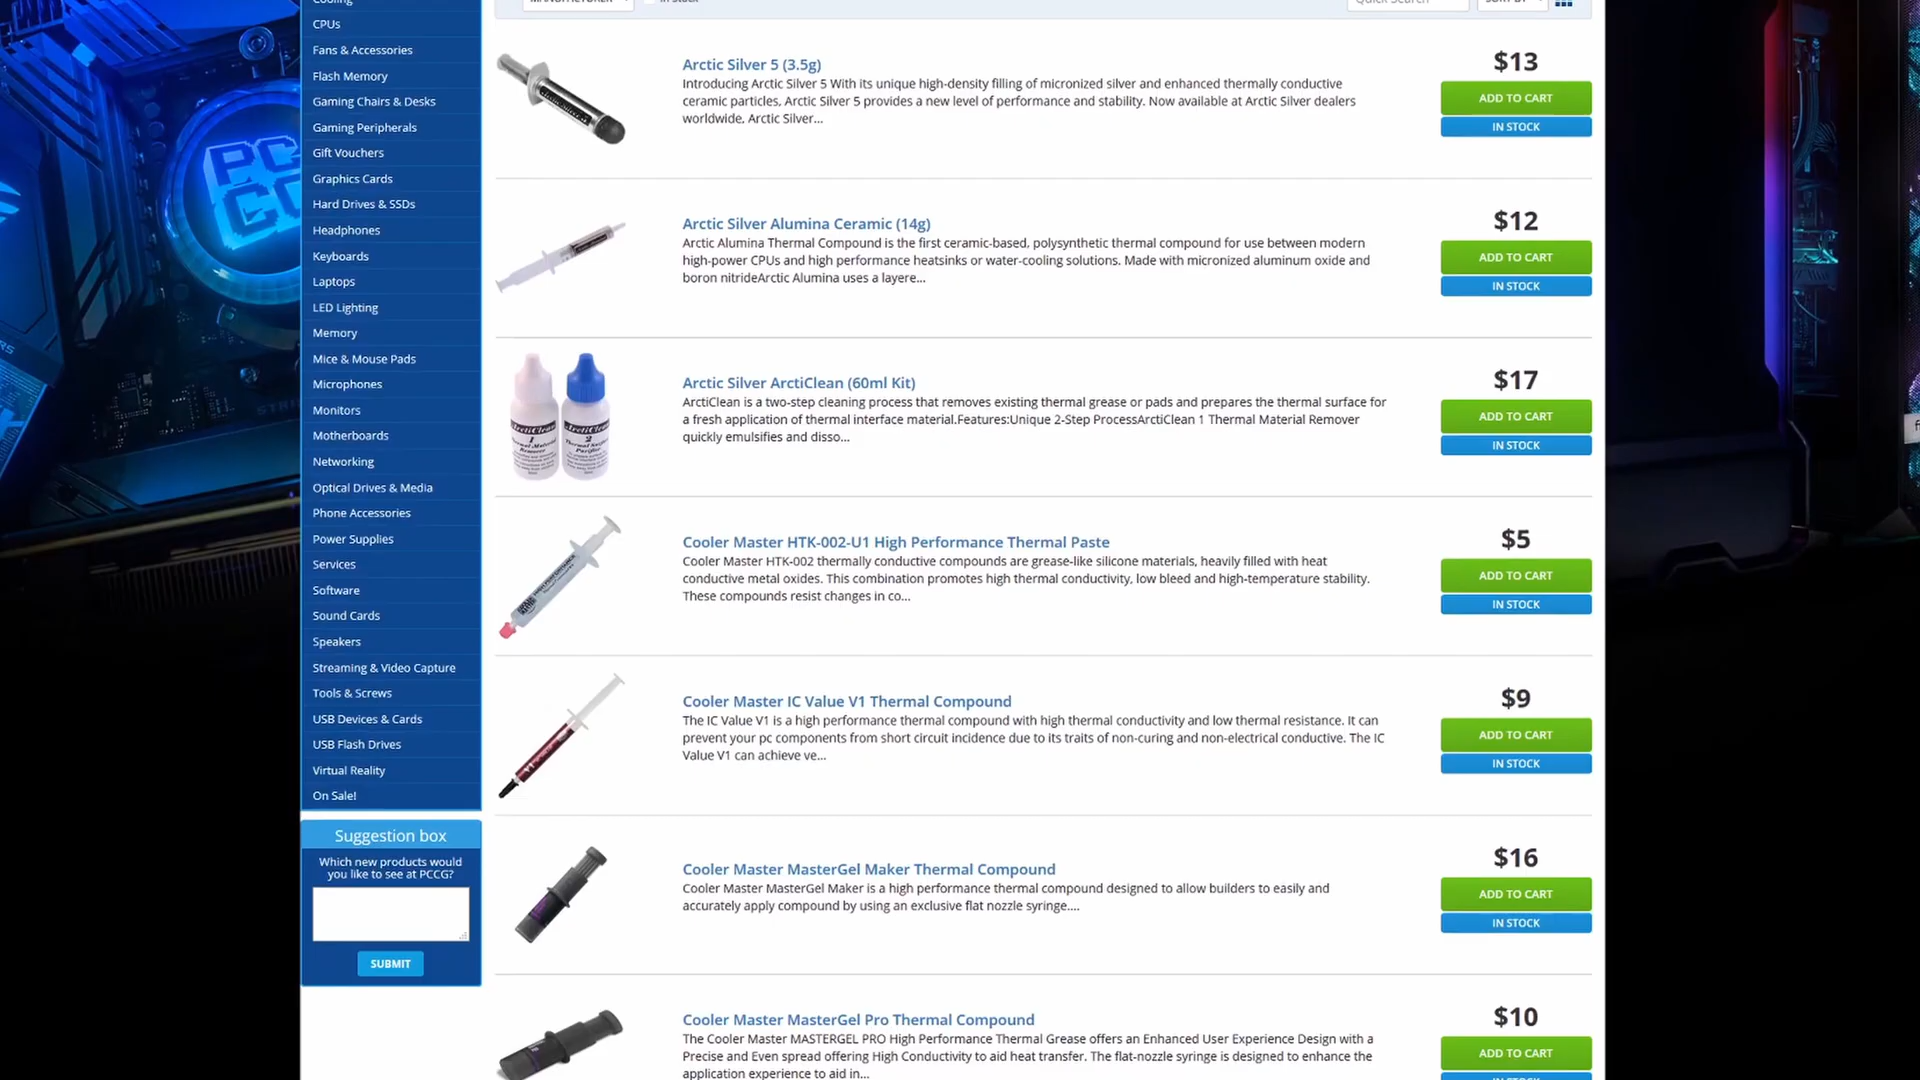 Cooling
CPUs
Fans & Accessories
Flash Memory
Gaming Chairs & Desks
Gaming Peripherals
Gift Vouchers
Graphics Cards
Hard Drives & SSDs
Headphones
Keyboards
Laptops
LED Lighting
Memory
Mice & Mouse Pads
Microphones
Monitors
Motherboards
Networking
Optical Drives & Media
Phone Accessories
Power Supplies
Services
Software
Sound Cards
Speakers
Streaming & Video Capture
Tools & Screws
USB Devices & Cards
USB Flash Drives
Virtual Reality
On Sale!
Suggestion box
Which new products would
you like to see at PCCG?
SUBMIT
MANUFACTURER
In Stock
Quick Search
SORT BY
Arctic Silver 5 (3.5g)
Introducing Arctic Silver 5 With its unique high-density filling of micronized silver and enhanced thermally conductive
ceramic particles, Arctic Silver 5 provides a new level of performance and stability. Now available at Arctic Silver dealers
worldwide, Arctic Silver...
$13
ADD TO CART
IN STOCK
Arctic Silver Alumina Ceramic (14g)
Arctic Alumina Thermal Compound is the first ceramic-based, polysynthetic thermal compound for use between modern
high-power CPUs and high performance heatsinks or water-cooling solutions. Made with micronized aluminum oxide and
boron nitrideArctic Alumina uses a layere...
$12
ADD TO CART
IN STOCK
Arctic Silver ArctiClean (60ml Kit)
ArctiClean is a two-step cleaning process that removes existing thermal grease or pads and prepares the thermal surface for
a fresh application of thermal interface material.Features:Unique 2-Step ProcessArctiClean 1 Thermal Material Remover
quickly emulsifies and disso...
$17
ADD TO CART
IN STOCK
Cooler Master HTK-002-U1 High Performance Thermal Paste
Cooler Master HTK-002 thermally conductive compounds are grease-like silicone materials, heavily filled with heat
conductive metal oxides. This combination promotes high thermal conductivity, low bleed and high-temperature stability.
These compounds resist changes in co...
$5
ADD TO CART
IN STOCK
Cooler Master IC Value V1 Thermal Compound
The IC Value V1 is a high performance thermal compound with high thermal conductivity and low thermal resistance. It can
prevent your pc components from short circuit incidence due to its traits of non-curing and non-electrical conductive. The IC
Value V1 can achieve ve...
$9
ADD TO CART
IN STOCK
Cooler Master MasterGel Maker Thermal Compound
Cooler Master MasterGel Maker is a high performance thermal compound designed to allow builders to easily and
accurately apply compound by using an exclusive flat nozzle syringe....
$16
ADD TO CART
IN STOCK
Cooler Master MasterGel Pro Thermal Compound
The Cooler Master MASTERGEL PRO High Performance Thermal Grease offers an Enhanced User Experience Design with a
Precise and Even spread offering High Conductivity to aid heat transfer. The flat-nozzle syringe is designed to enhance the
application experience to aid in...
$10
ADD TO CART
IN STOCK